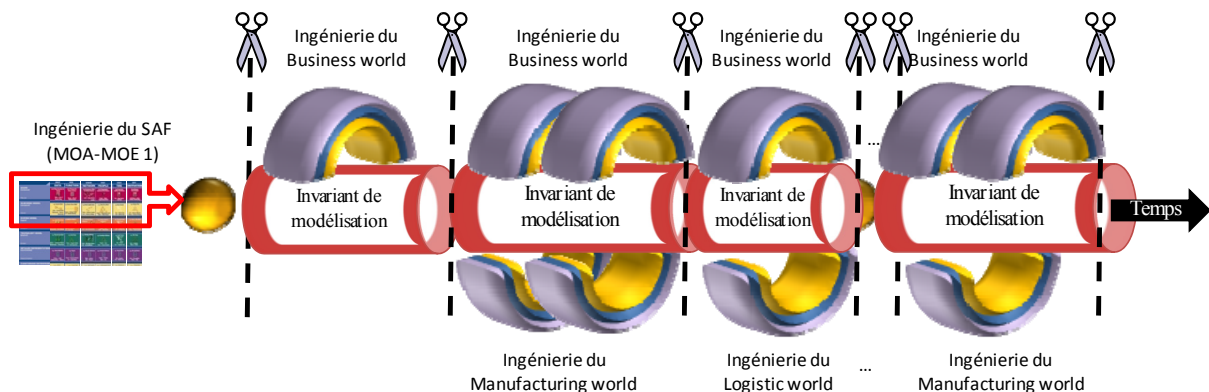 Ingénierie du
Business world
Ingénierie du
Business world
Ingénierie du
Business world
Ingénierie du
Business world
Ingénierie du SAF
(MOA-MOE 1)
...
Invariant de
modélisation
Invariant de
modélisation
Invariant de
modélisation
Invariant de
modélisation
Temps
Ingénierie du
Manufacturing world
Ingénierie du
Logistic world
...
Ingénierie du
Manufacturing world